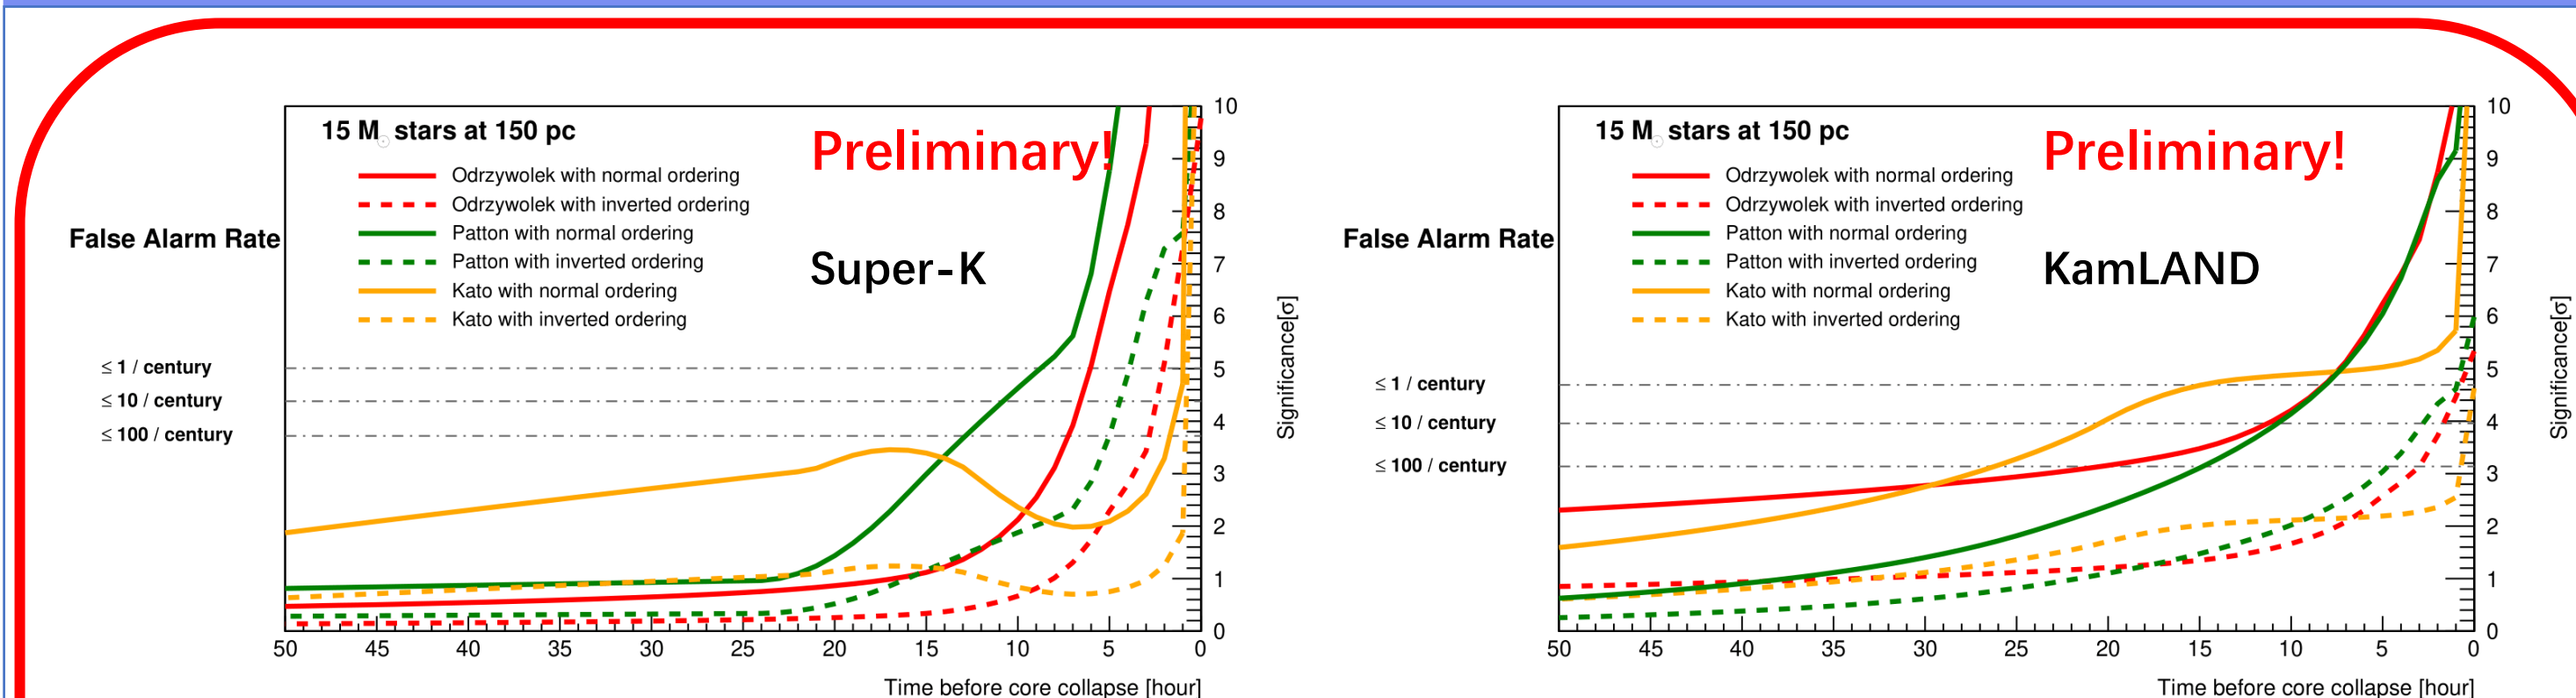 15 M☉ stars at 150 pc
Preliminary!
Odrzywolek with normal ordering
Odrzywolek with inverted ordering
Patton with normal ordering
Patton with inverted ordering
Kato with normal ordering
Kato with inverted ordering
Super-K
False Alarm Rate
≤ 1 / century
≤ 10 / century
≤ 100 / century
10
9
8
7
6
5
4
3
2
1
0
Significance[σ]
50 45 40 35 30 25 20 15 10 5 0
Time before core collapse [hour]
15 M☉ stars at 150 pc
Preliminary!
Odrzywolek with normal ordering
Odrzywolek with inverted ordering
Patton with normal ordering
Patton with inverted ordering
Kato with normal ordering
Kato with inverted ordering
KamLAND
False Alarm Rate
≤ 1 / century
≤ 10 / century
≤ 100 / century
10
9
8
7
6
5
4
3
2
1
0
Significance[σ]
50 45 40 35 30 25 20 15 10 5 0
Time before core collapse [hour]